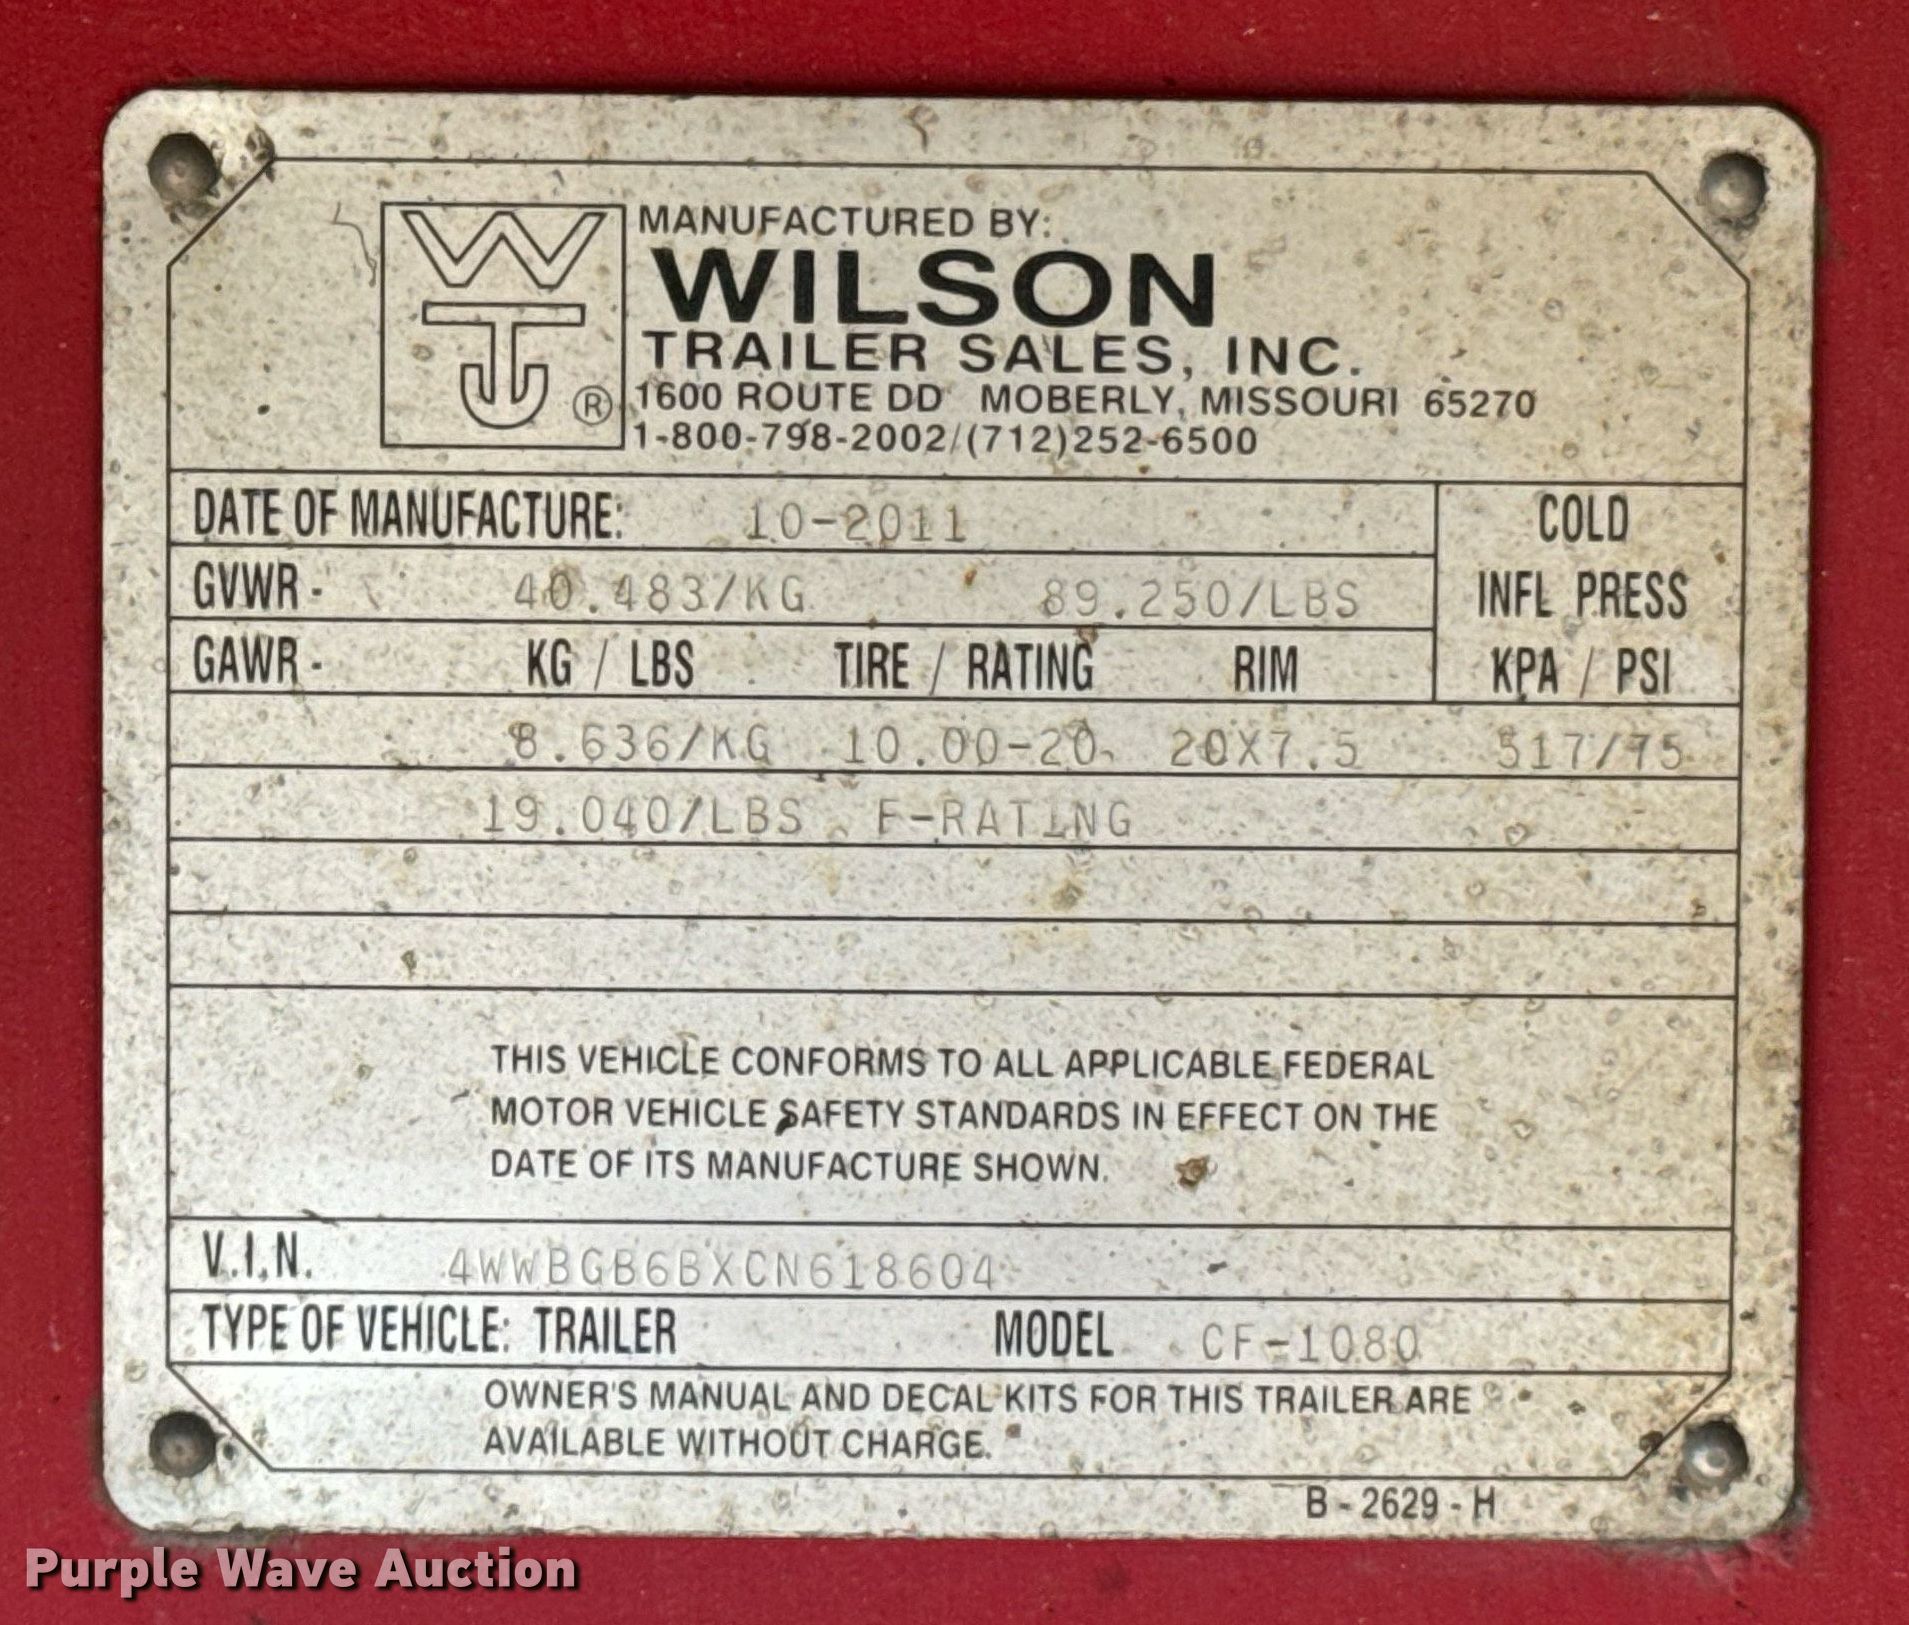 WTJ®
MANUFACTURED BY:
WILSON
TRAILER SALES, INC.
1600 ROUTE DD MOBERLY, MISSOURI 65270
1-800-798-2002/(712)252-6500
DATE OF MANUFACTURE: 10-2011
COLD
GVWR - 40.483/KG 89.250/LBS
INFL PRESS
GAWR - KG / LBS TIRE / RATING RIM
KPA / PSI
8.636/KG 10.00-20 20X7.5 517/75
19.040/LBS F-RATING
THIS VEHICLE CONFORMS TO ALL APPLICABLE FEDERAL
MOTOR VEHICLE SAFETY STANDARDS IN EFFECT ON THE
DATE OF ITS MANUFACTURE SHOWN.
V.I.N. 4WWBGB6BXCN618604
TYPE OF VEHICLE: TRAILER MODEL CF-1080
OWNER'S MANUAL AND DECAL KITS FOR THIS TRAILER ARE
AVAILABLE WITHOUT CHARGE.
B - 2629 - H
Purple Wave Auction